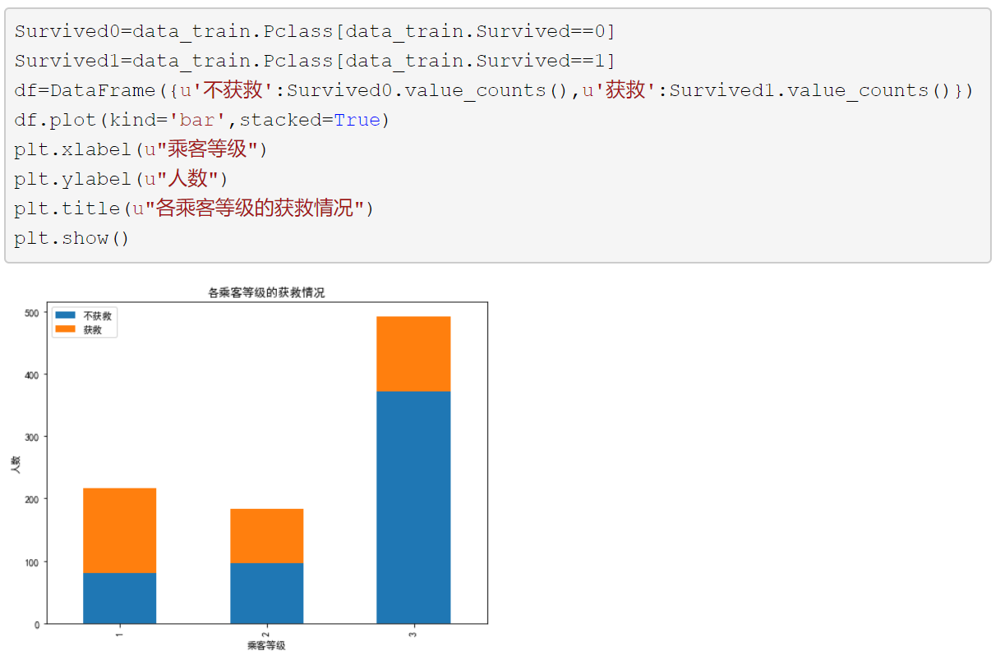 Survived0=data_train.Pclass[data_train.Survived==0]
Survived1=data_train.Pclass[data_train.Survived==1]
df=DataFrame({u'不获救':Survived0.value_counts(),u'获救':Survived1.value_counts()})
df.plot(kind='bar',stacked=True)
plt.xlabel(u"乘客等级")
plt.ylabel(u"人数")
plt.title(u"各乘客等级的获救情况")
plt.show()
各乘客等级的获救情况
不获救
获救
500
400
300
200
100
0
人数
1
2
3
乘客等级